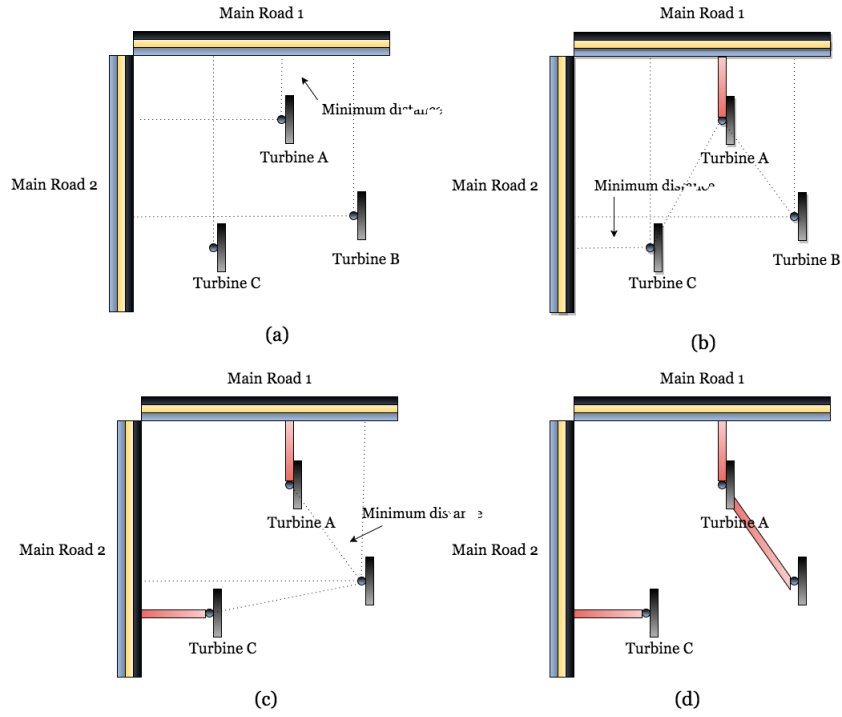 Main Road 1
Minimum
Turbine A
Main Road 2
Turbine B
Turbine C
(a)
Main Road 1
Turbine A
Main Road 2
Minimum
Turbine B
Turbine C
(b)
Main Road 1
Minimum
Turbine A
Main Road 2
Turbine C
(c)
Main Road 1
Turbine A
Main Road 2
Turbine C
(d)